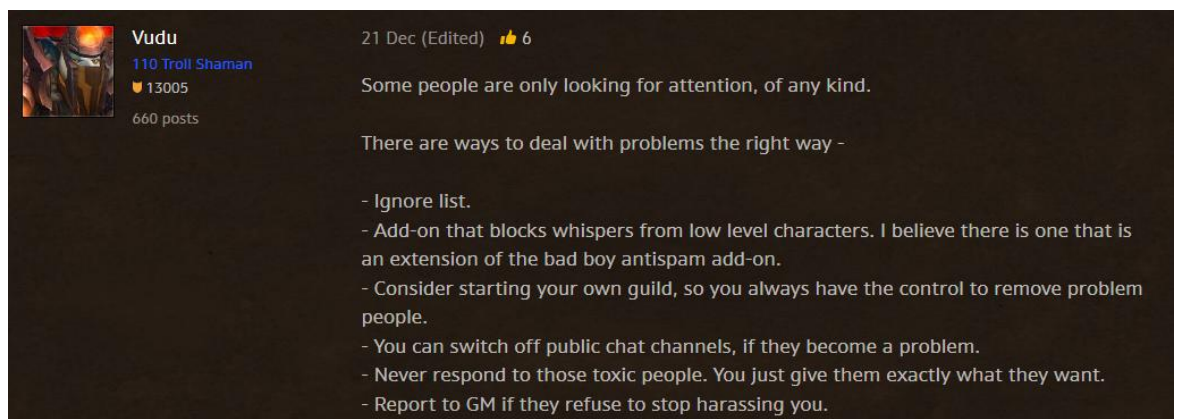 Vudu
110 Troll Shaman
13005
660 posts
21 Dec (Edited) 6
Some people are only looking for attention, of any kind.
There are ways to deal with problems the right way -
- Ignore list.
- Add-on that blocks whispers from low level characters. I believe there is one that is
an extension of the bad boy antispam add-on.
- Consider starting your own guild, so you always have the control to remove problem
people.
- You can switch off public chat channels, if they become a problem.
- Never respond to those toxic people. You just give them exactly what they want.
- Report to GM if they refuse to stop harassing you.